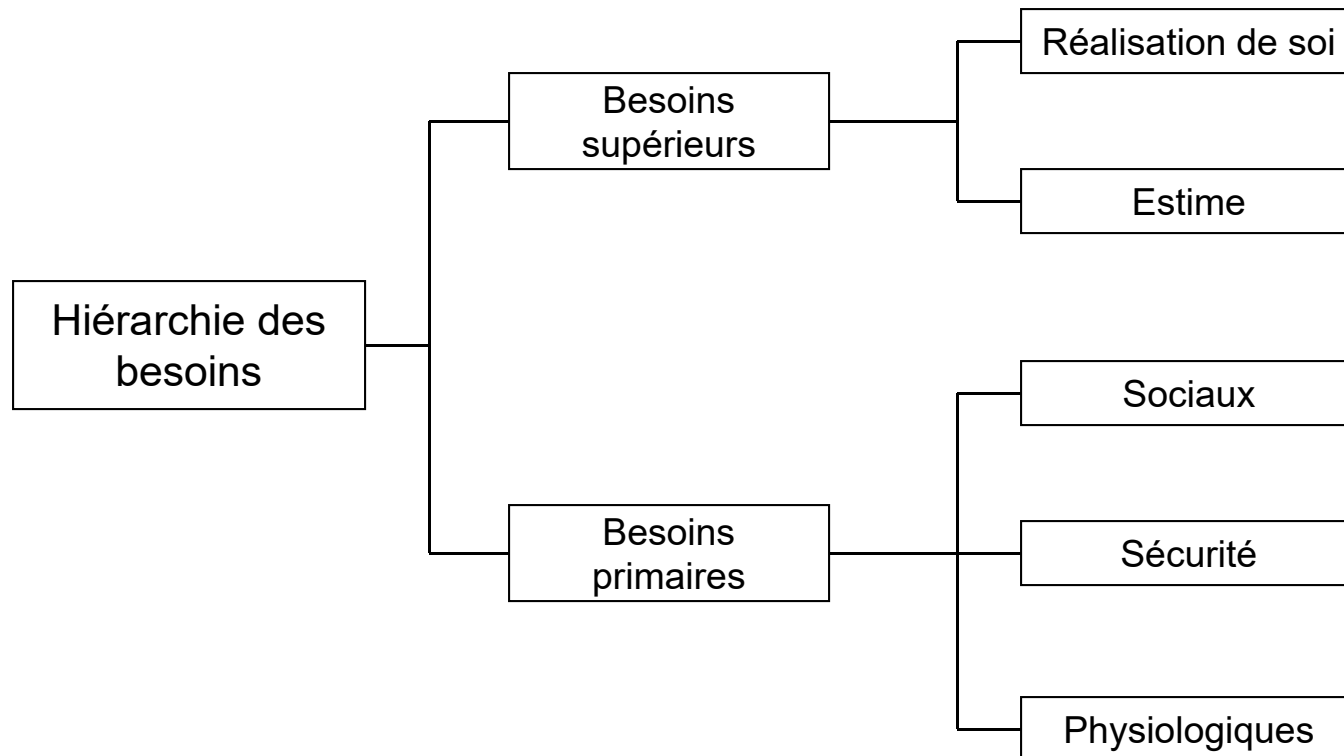 Réalisation de soi
Besoins
supérieurs
Estime
Hiérarchie des
besoins
Sociaux
Besoins
primaires
Sécurité
Physiologiques